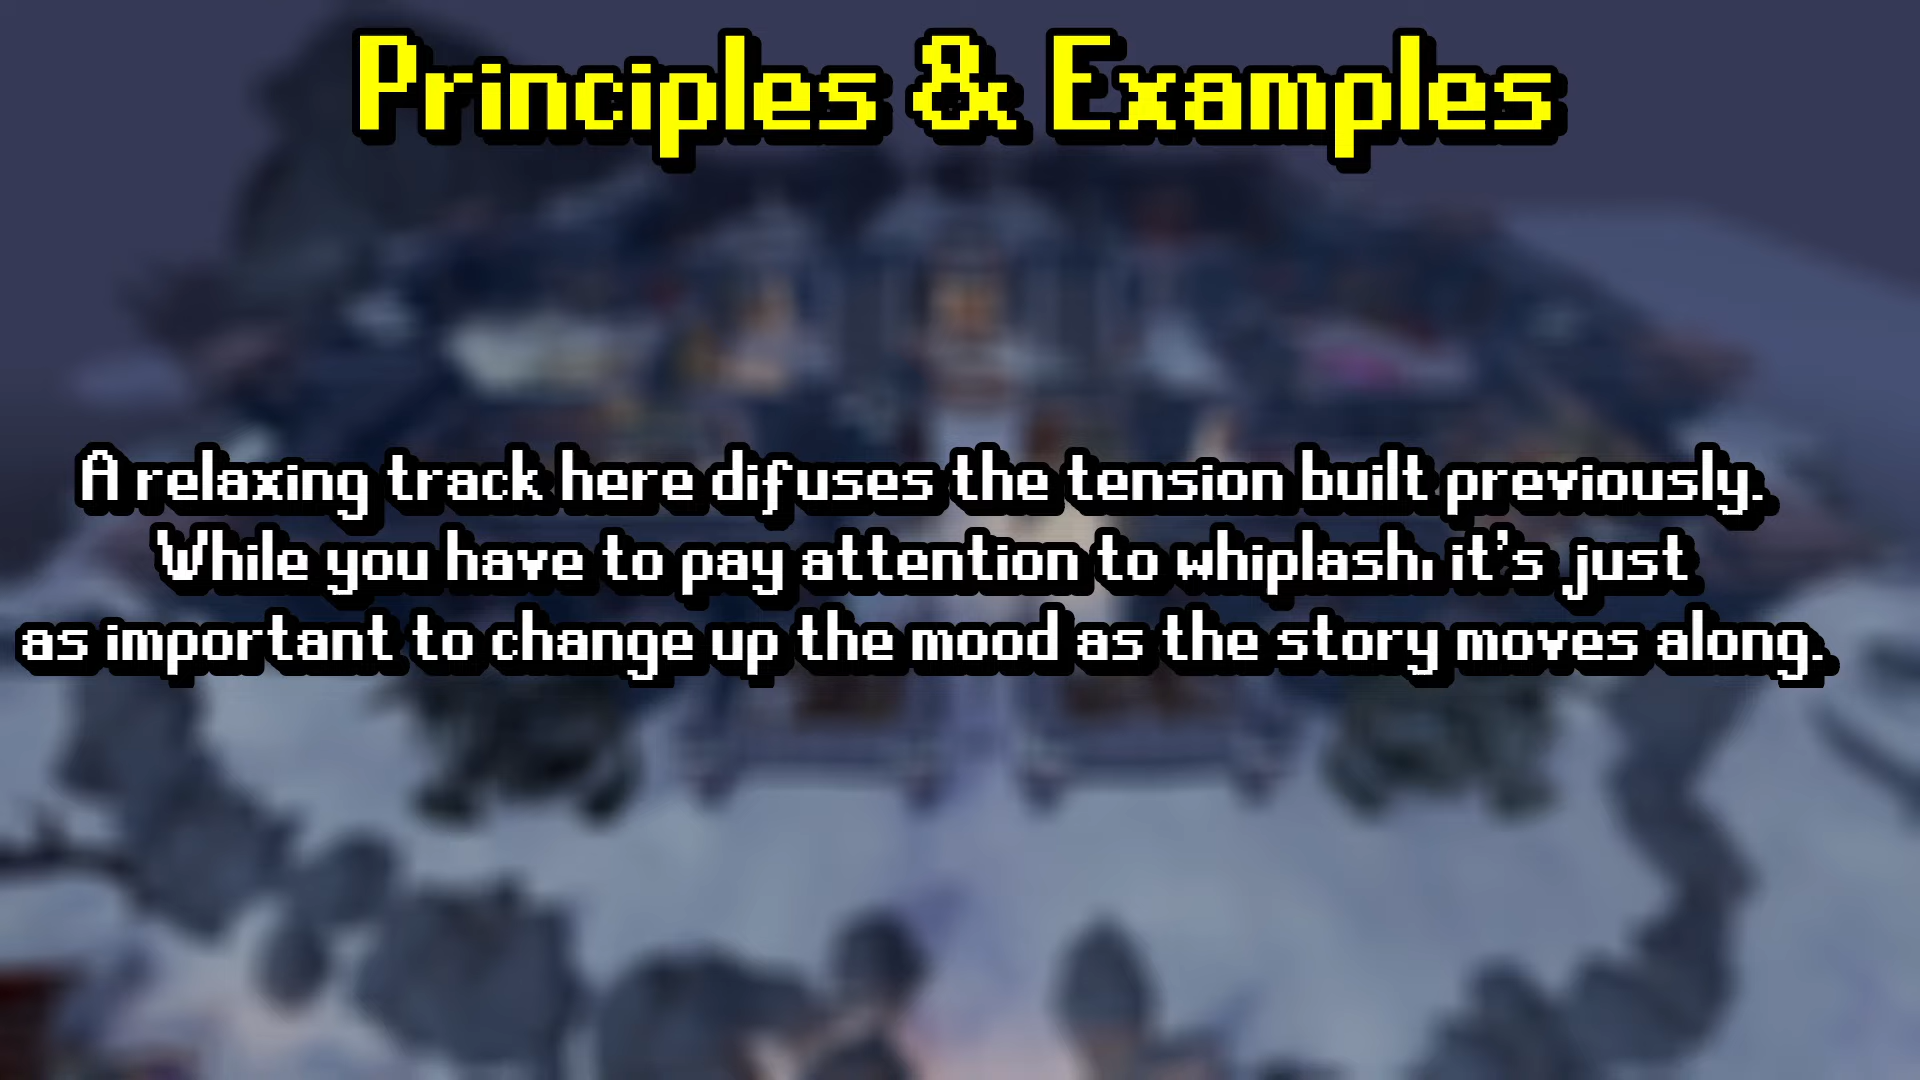 Principles & Examples
A relaxing track here difuses the tension built previously.
While you have to pay attention to whiplash, it's just
as important to change up the mood as the story moves along.